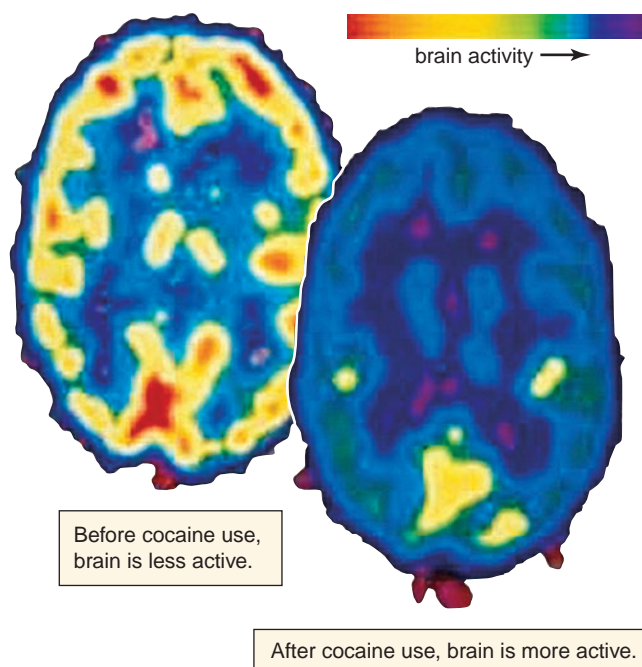 brain activity
Before cocaine use,
brain is less active.
After cocaine use, brain is more active.